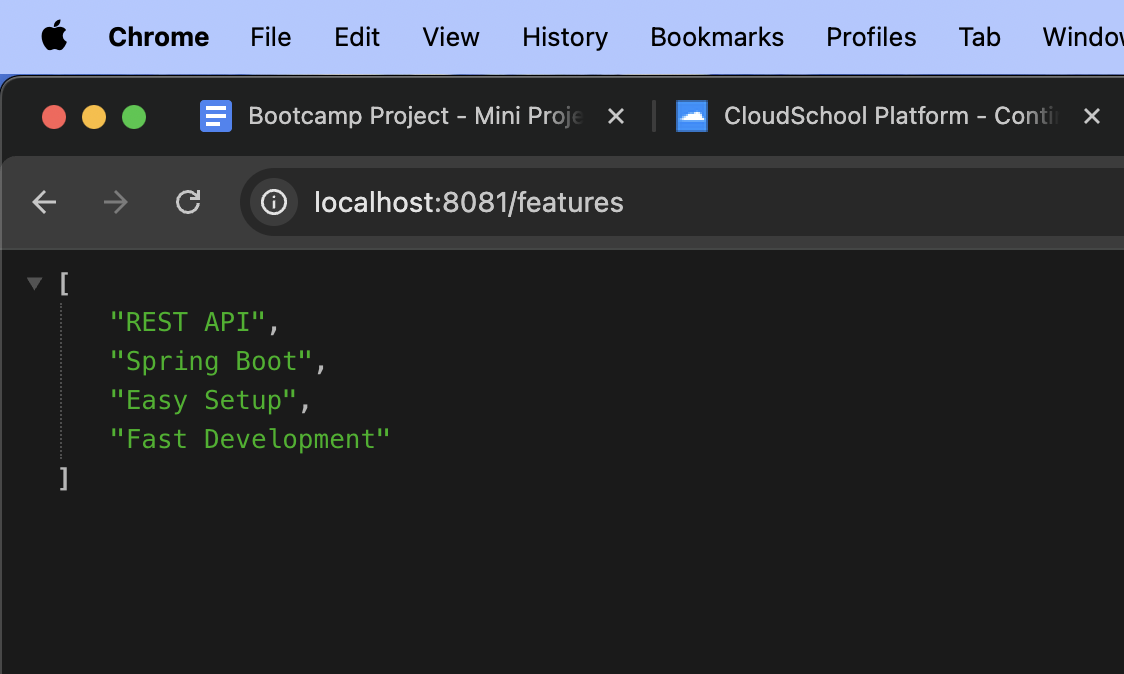 Chrome File Edit View History Bookmarks Profiles Tab Window
Bootcamp Project - Mini Proje CloudSchool Platform - Conti
localhost:8081/features
[
"REST API",
"Spring Boot",
"Easy Setup",
"Fast Development"
]